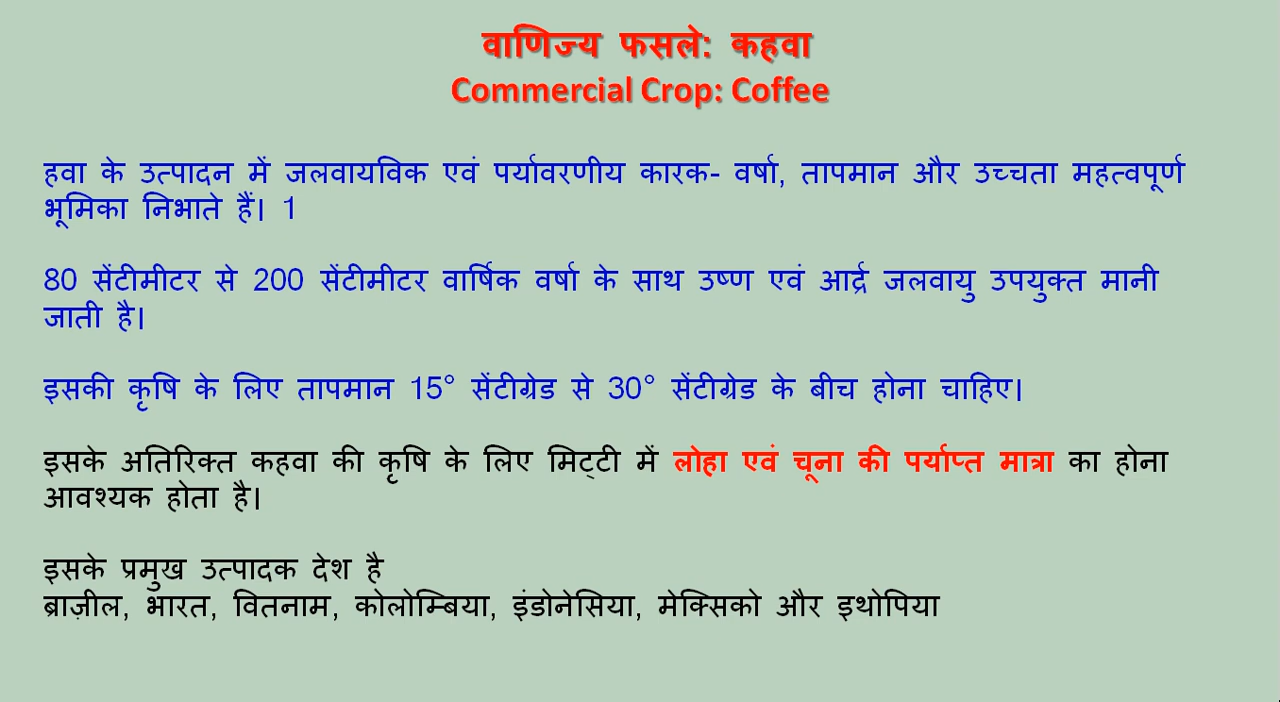 वाणिज्य फसले: कहवा
Commercial Crop: Coffee
हवा के उत्पादन में जलवायविक एवं पर्यावरणीय कारक- वर्षा, तापमान और उच्चता महत्वपूर्ण
भूमिका निभाते हैं। 1
80 सेंटीमीटर से 200 सेंटीमीटर वार्षिक वर्षा के साथ उष्ण एवं आर्द्र जलवायु उपयुक्त मानी
जाती है।
इसकी कृषि के लिए तापमान 15° सेंटीग्रेड से 30° सेंटीग्रेड के बीच होना चाहिए।
इसके अतिरिक्त कहवा की कृषि के लिए मिट्टी में लोहा एवं चूना की पर्याप्त मात्रा का होना
आवश्यक होता है।
इसके प्रमुख उत्पादक देश है
ब्राज़ील, भारत, वितनाम, कोलोम्बिया, इंडोनेसिया, मेक्सिको और इथोपिया